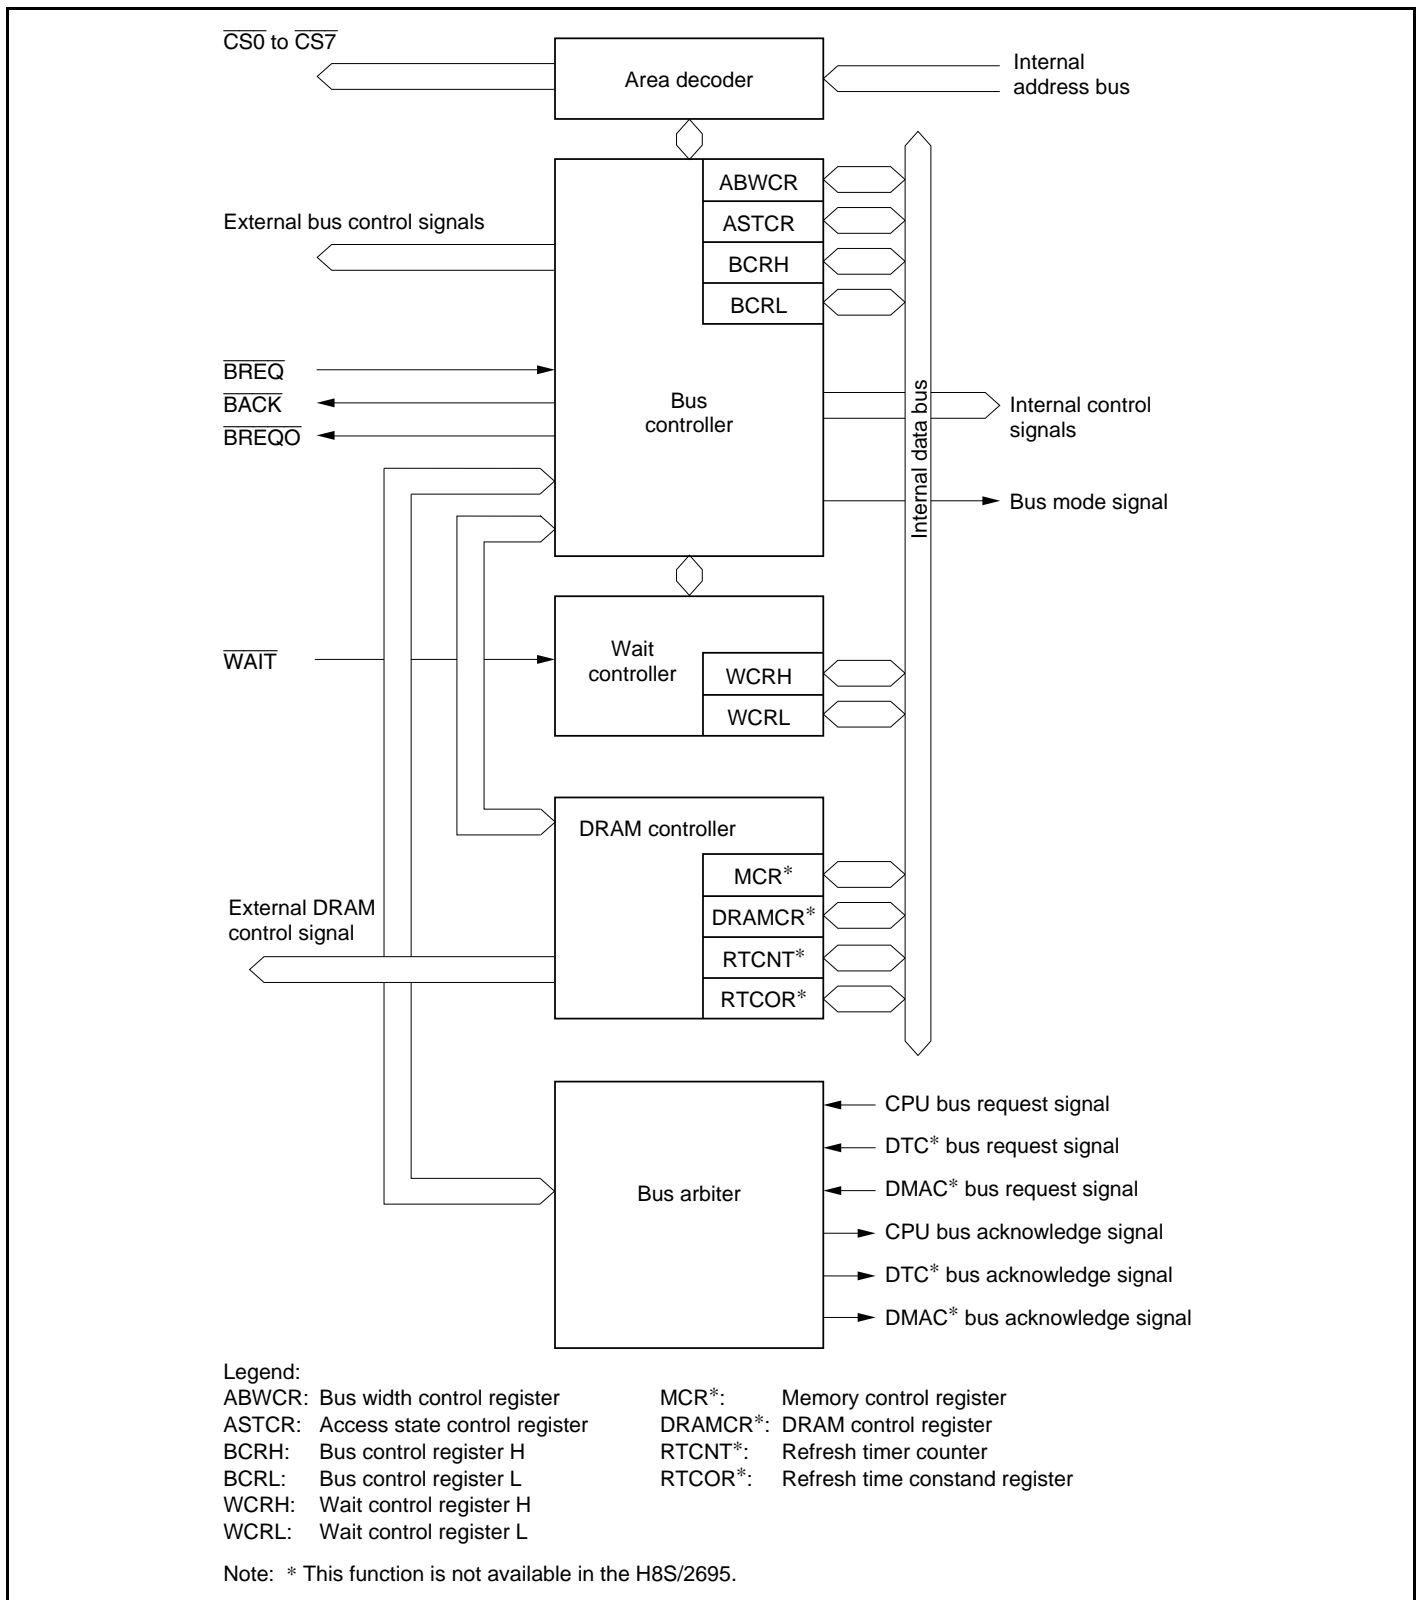 CS0 to CS7
Area decoder
Internal
address bus
ABWCR
ASTCR
BCRH
BCRL
External bus control signals
BREQ
BACK
BREQO
Bus
controller
Internal data bus
Internal control
signals
Bus mode signal
WAIT
Wait
controller
WCRH
WCRL
DRAM controller
MCR*
DRAMCR*
RTCNT*
RTCOR*
External DRAM
control signal
Bus arbiter
CPU bus request signal
DTC* bus request signal
DMAC* bus request signal
CPU bus acknowledge signal
DTC* bus acknowledge signal
DMAC* bus acknowledge signal
Legend:
ABWCR: Bus width control register
ASTCR: Access state control register
BCRH: Bus control register H
BCRL: Bus control register L
WCRH: Wait control register H
WCRL: Wait control register L
MCR*: Memory control register
DRAMCR*: DRAM control register
RTCNT*: Refresh timer counter
RTCOR*: Refresh time constand register
Note: * This function is not available in the H8S/2695.